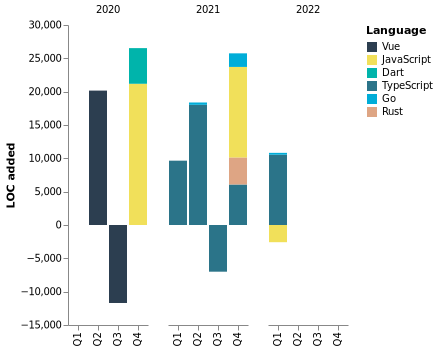 2020 2021 2022
30,000
25,000
20,000
15,000
10,000
5,000
0
−5,000
−10,000
−15,000
LOC added
Q1 Q2 Q3 Q4 Q1 Q2 Q3 Q4 Q1 Q2 Q3 Q4
Language
Vue
JavaScript
Dart
TypeScript
Go
Rust